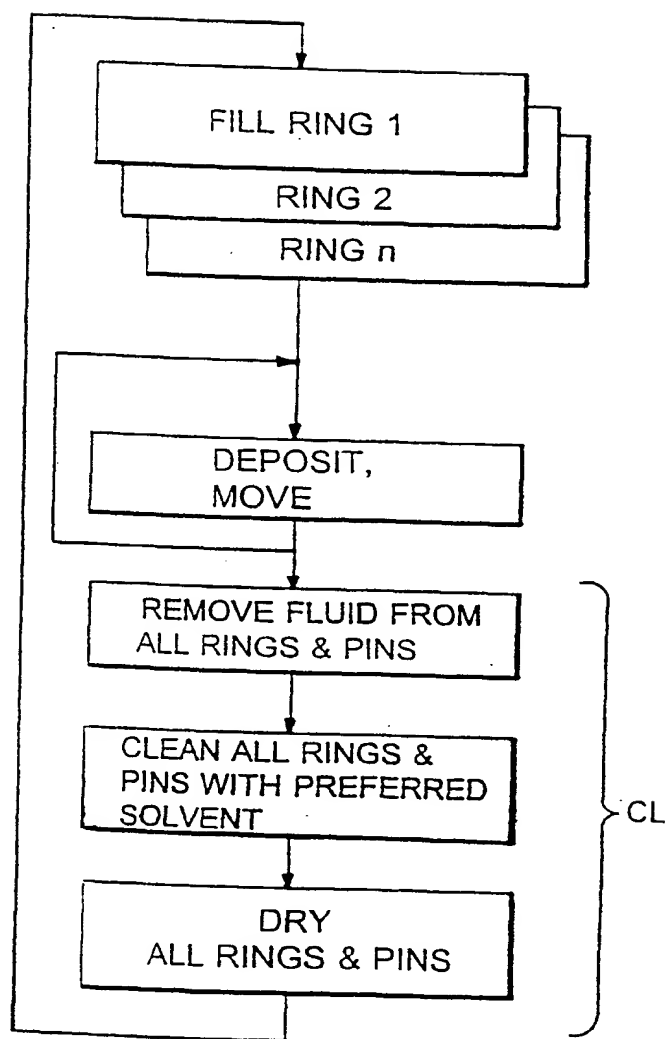 FILL RING 1
RING 2
RING n
DEPOSIT,
MOVE
REMOVE FLUID FROM
ALL RINGS & PINS
CLEAN ALL RINGS &
PINS WITH PREFERRED
SOLVENT
CL
DRY
ALL RINGS & PINS